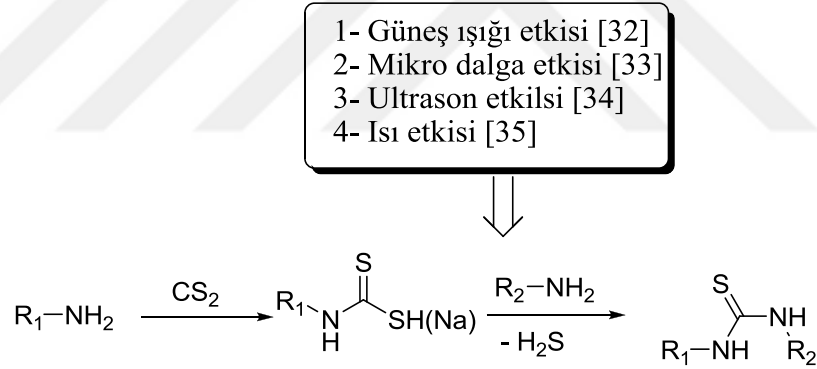 1- Güneş ışığı etkisi [32]
2- Mikro dalga etkisi [33]
3- Ultrason etkilsi [34]
4- Isı etkisi [35]
R₁—NH₂
CS₂
S
R₁
N
H
SH(Na)
R₂—NH₂
- H₂S
S
R₁—NH
NH
R₂